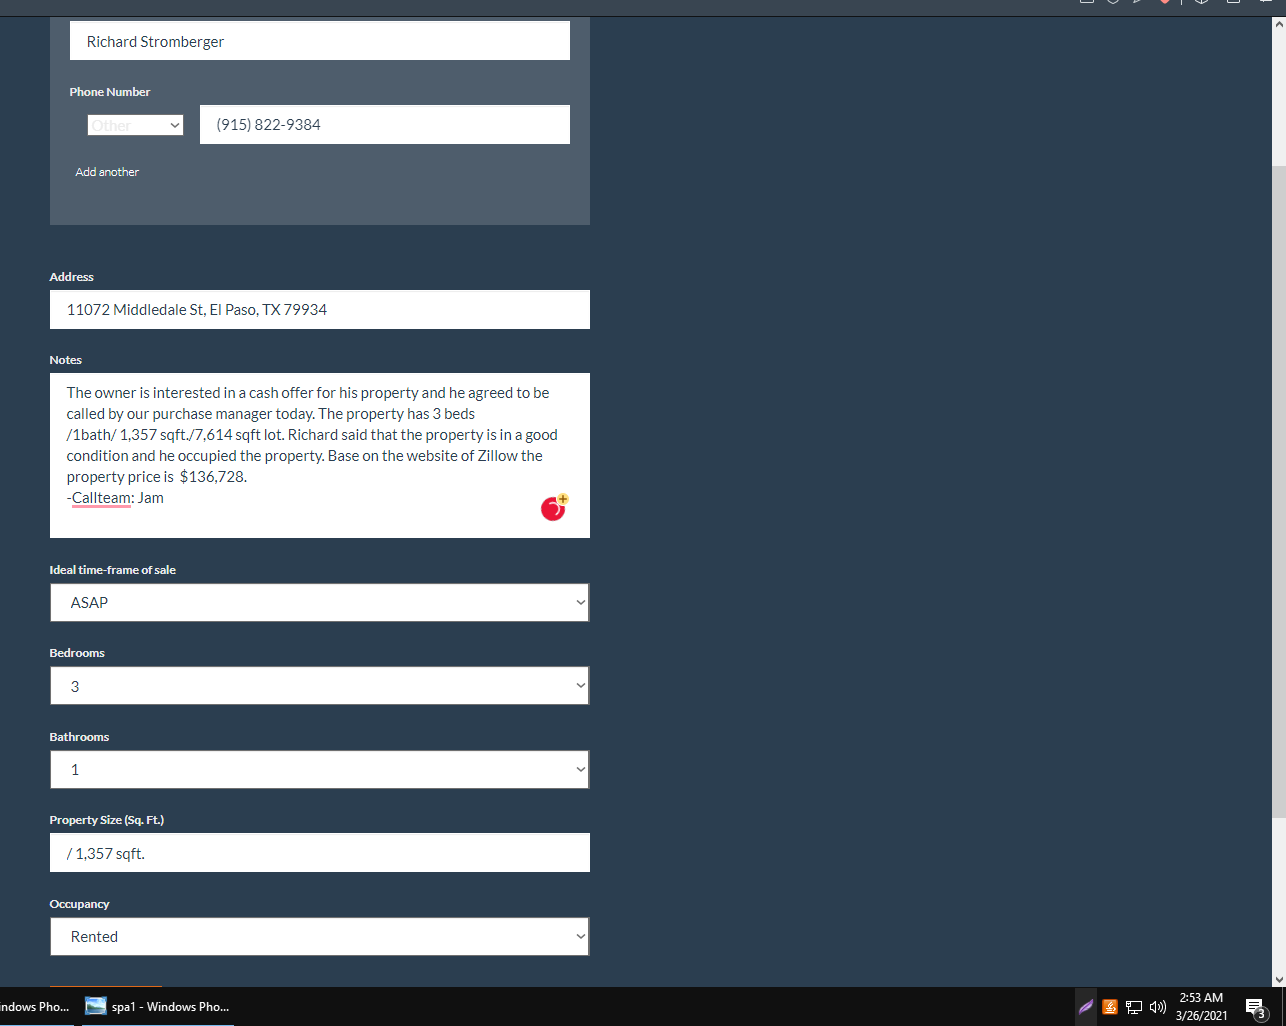 Richard Stromberger
Phone Number
Other
(915) 822-9384
Add another
Address
11072 Middledale St, El Paso, TX 79934
Notes
The owner is interested in a cash offer for his property and he agreed to be
called by our purchase manager today. The property has 3 beds
/1bath/ 1,357 sqft./7,614 sqft lot. Richard said that the property is in a good
condition and he occupied the property. Base on the website of Zillow the
property price is  $136,728.
-Callteam: Jam
Ideal time-frame of sale
ASAP
Bedrooms
3
Bathrooms
1
Property Size (Sq. Ft.)
/ 1,357 sqft.
Occupancy
Rented
indows Pho...
spa1 - Windows Pho...
2:53 AM
3/26/2021
3